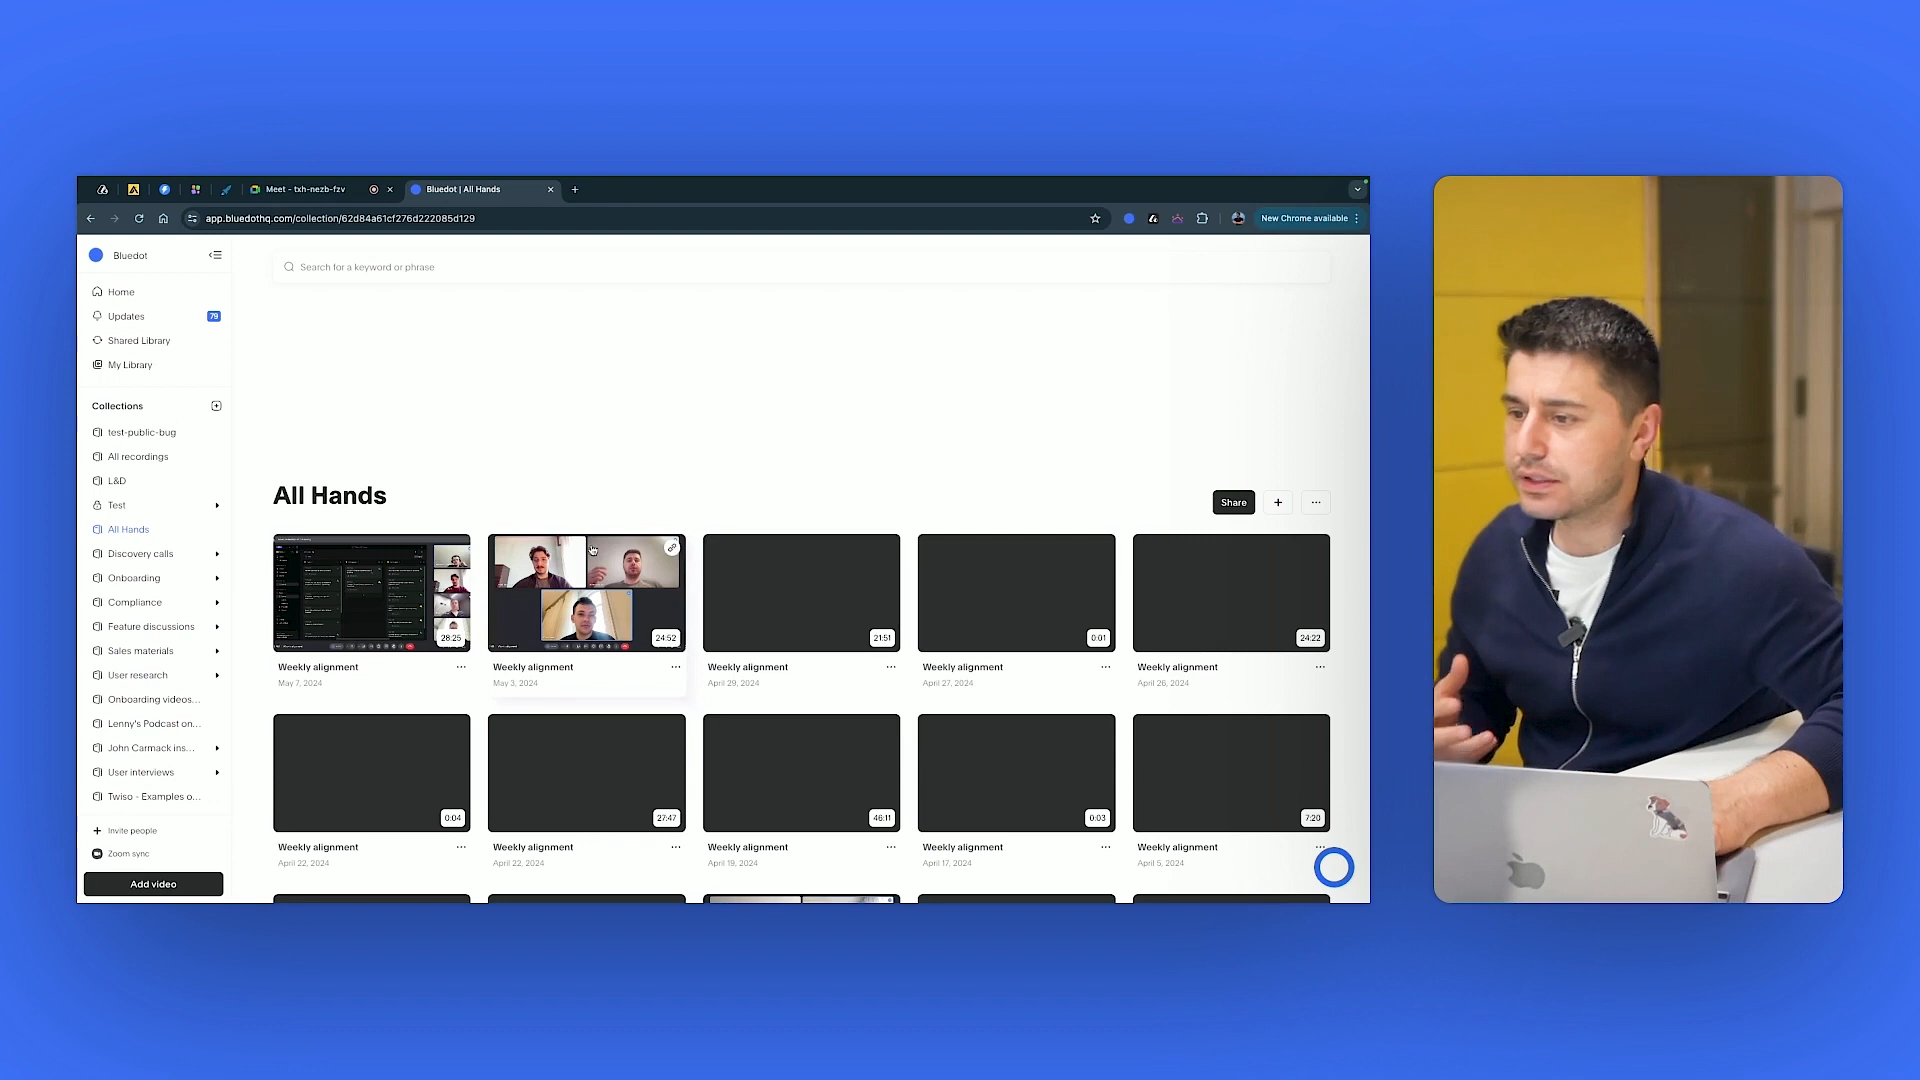 Meet - txh-nezb-fzv
Bluedot | All Hands
app.bluedothq.com/collection/62d84a61cf276d222085d129
New Chrome available
Bluedot
Search for a keyword or phrase
Home
Updates
79
Shared Library
My Library
Collections
test-public-bug
All recordings
L&D
Test
All Hands
Discovery calls
Onboarding
Compliance
Feature discussions
Sales materials
User research
Onboarding videos...
Lenny's Podcast on...
John Carmack ins...
User interviews
Twiso - Examples o...
Invite people
Zoom sync
Add video
All Hands
Share
28:25
24:52
21:51
0:01
24:22
Weekly alignment
May 7, 2024
Weekly alignment
May 3, 2024
Weekly alignment
April 29, 2024
Weekly alignment
April 27, 2024
Weekly alignment
April 26, 2024
0:04
27:47
46:11
0:03
7:20
Weekly alignment
April 22, 2024
Weekly alignment
April 22, 2024
Weekly alignment
April 19, 2024
Weekly alignment
April 17, 2024
Weekly alignment
April 5, 2024